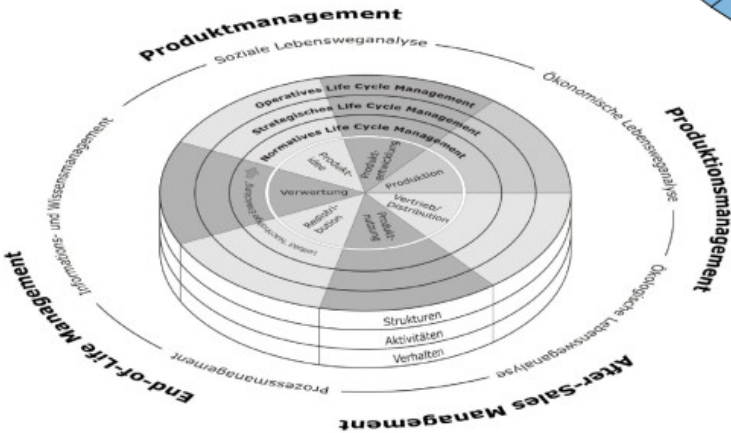 Produktmanagement
Soziale Lebensweganalyse
Ökonomische Lebensweganalyse
Produktionsmanagement
Ökologische Lebensweganalyse
After-Sales Management
Prozessmanagement
End-of-Life Management
Informations- und Wissensmanagement
Operatives Life Cycle Management
Strategisches Life Cycle Management
Normatives Life Cycle Management
Produkt-
idee
Produkt-
entwicklung
Produktion
Vertrieb/
Distribution
Produkt-
nutzung
Redistri-
bution
Verwertung
Leitbild
Strukturen
Aktivitäten
Verhalten